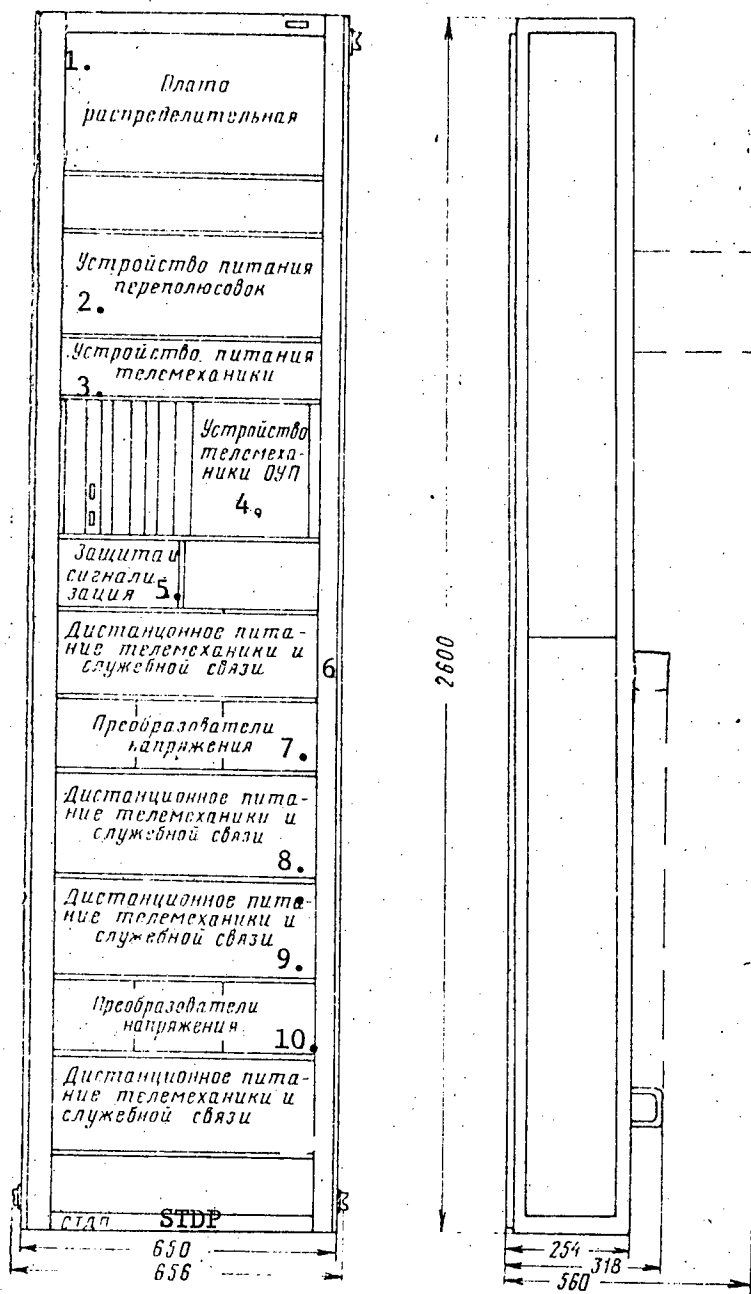 1.
Плата
распределительная
Устройство питания
переполюсовок
2.
Устройство питания
телемеханики
3.
Устройство
телемеха-
ники ОУП
4.
Защита и
сигнали-
зация 5.
Дистанционное пита-
ние телемеханики и
служебной связи
6
Преобразователи
напряжения 7.
Дистанционное пита-
ние телемеханики и
служебной связи
8.
Дистанционное пита-
ние телемеханики и
служебной связи
9.
Преобразователи
напряжения 10.
Дистанционное пита-
ние телемеханики и
служебной связи
СТДП STDP
650
656
2600
254
318
560